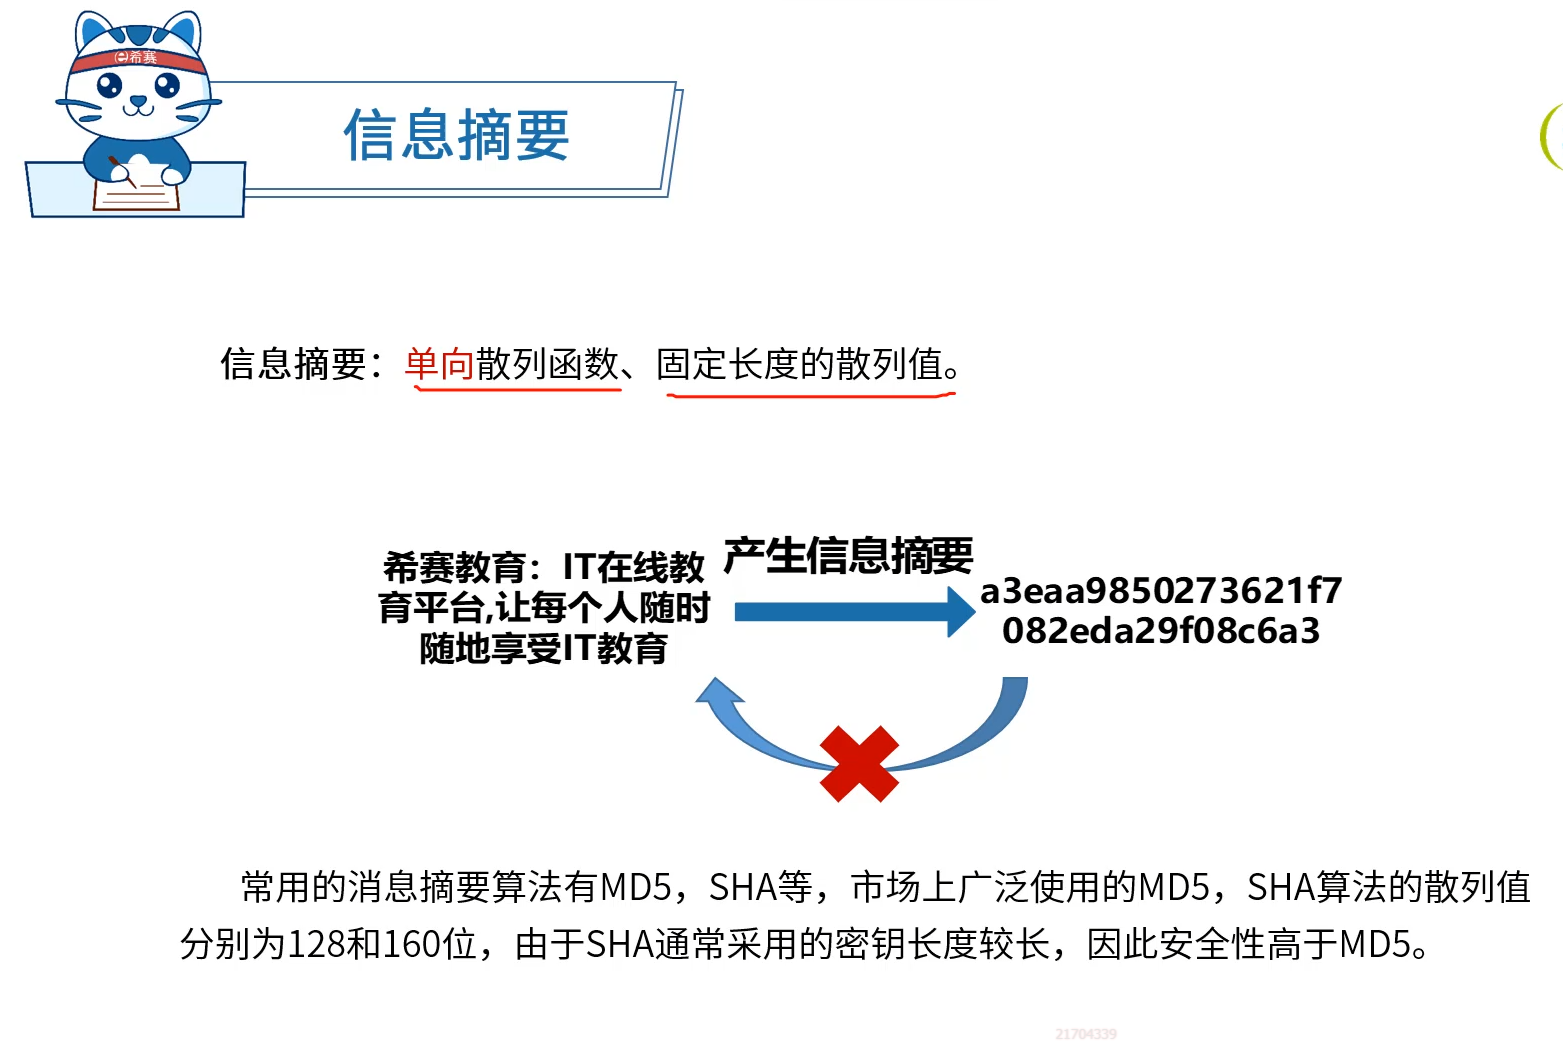 e希赛
信息摘要
信息摘要：单向散列函数、固定长度的散列值。
希赛教育：IT在线教
育平台,让每个人随时
随地享受IT教育
产生信息摘要
a3eaa9850273621f7
082eda29f08c6a3
常用的消息摘要算法有MD5，SHA等，市场上广泛使用的MD5，SHA算法的散列值
分别为128和160位，由于SHA通常采用的密钥长度较长，因此安全性高于MD5。
21704339